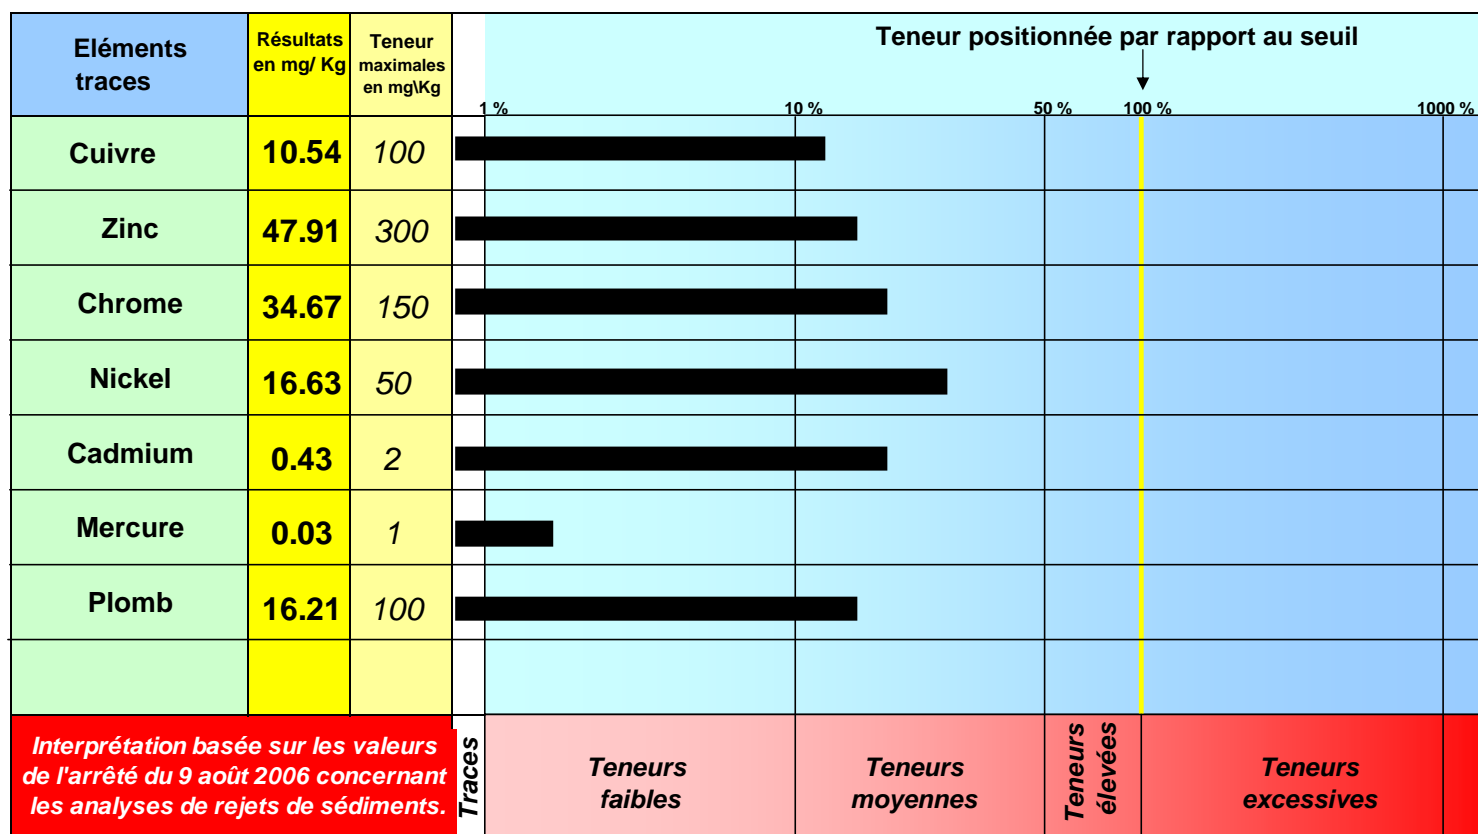 Eléments
traces
Résultats
en mg/ Kg
Teneur
maximales
en mg\Kg
Teneur positionnée par rapport au seuil
1 %
10 %
50 %
100 %
1000 %
Cuivre
10.54
100
Zinc
47.91
300
Chrome
34.67
150
Nickel
16.63
50
Cadmium
0.43
2
Mercure
0.03
1
Plomb
16.21
100
Interprétation basée sur les valeurs
de l'arrêté du 9 août 2006 concernant
les analyses de rejets de sédiments.
Traces
Teneurs
faibles
Teneurs
moyennes
Teneurs
élevées
Teneurs
excessives